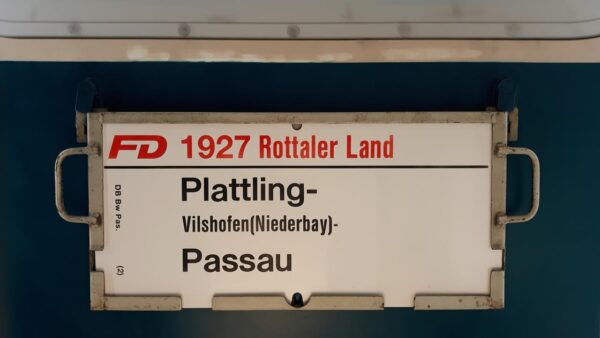 FD 1927 Rottaler Land
Plattling-
Vilshofen(Niederbay)-
Passau
DB Bw Pas.
(2)